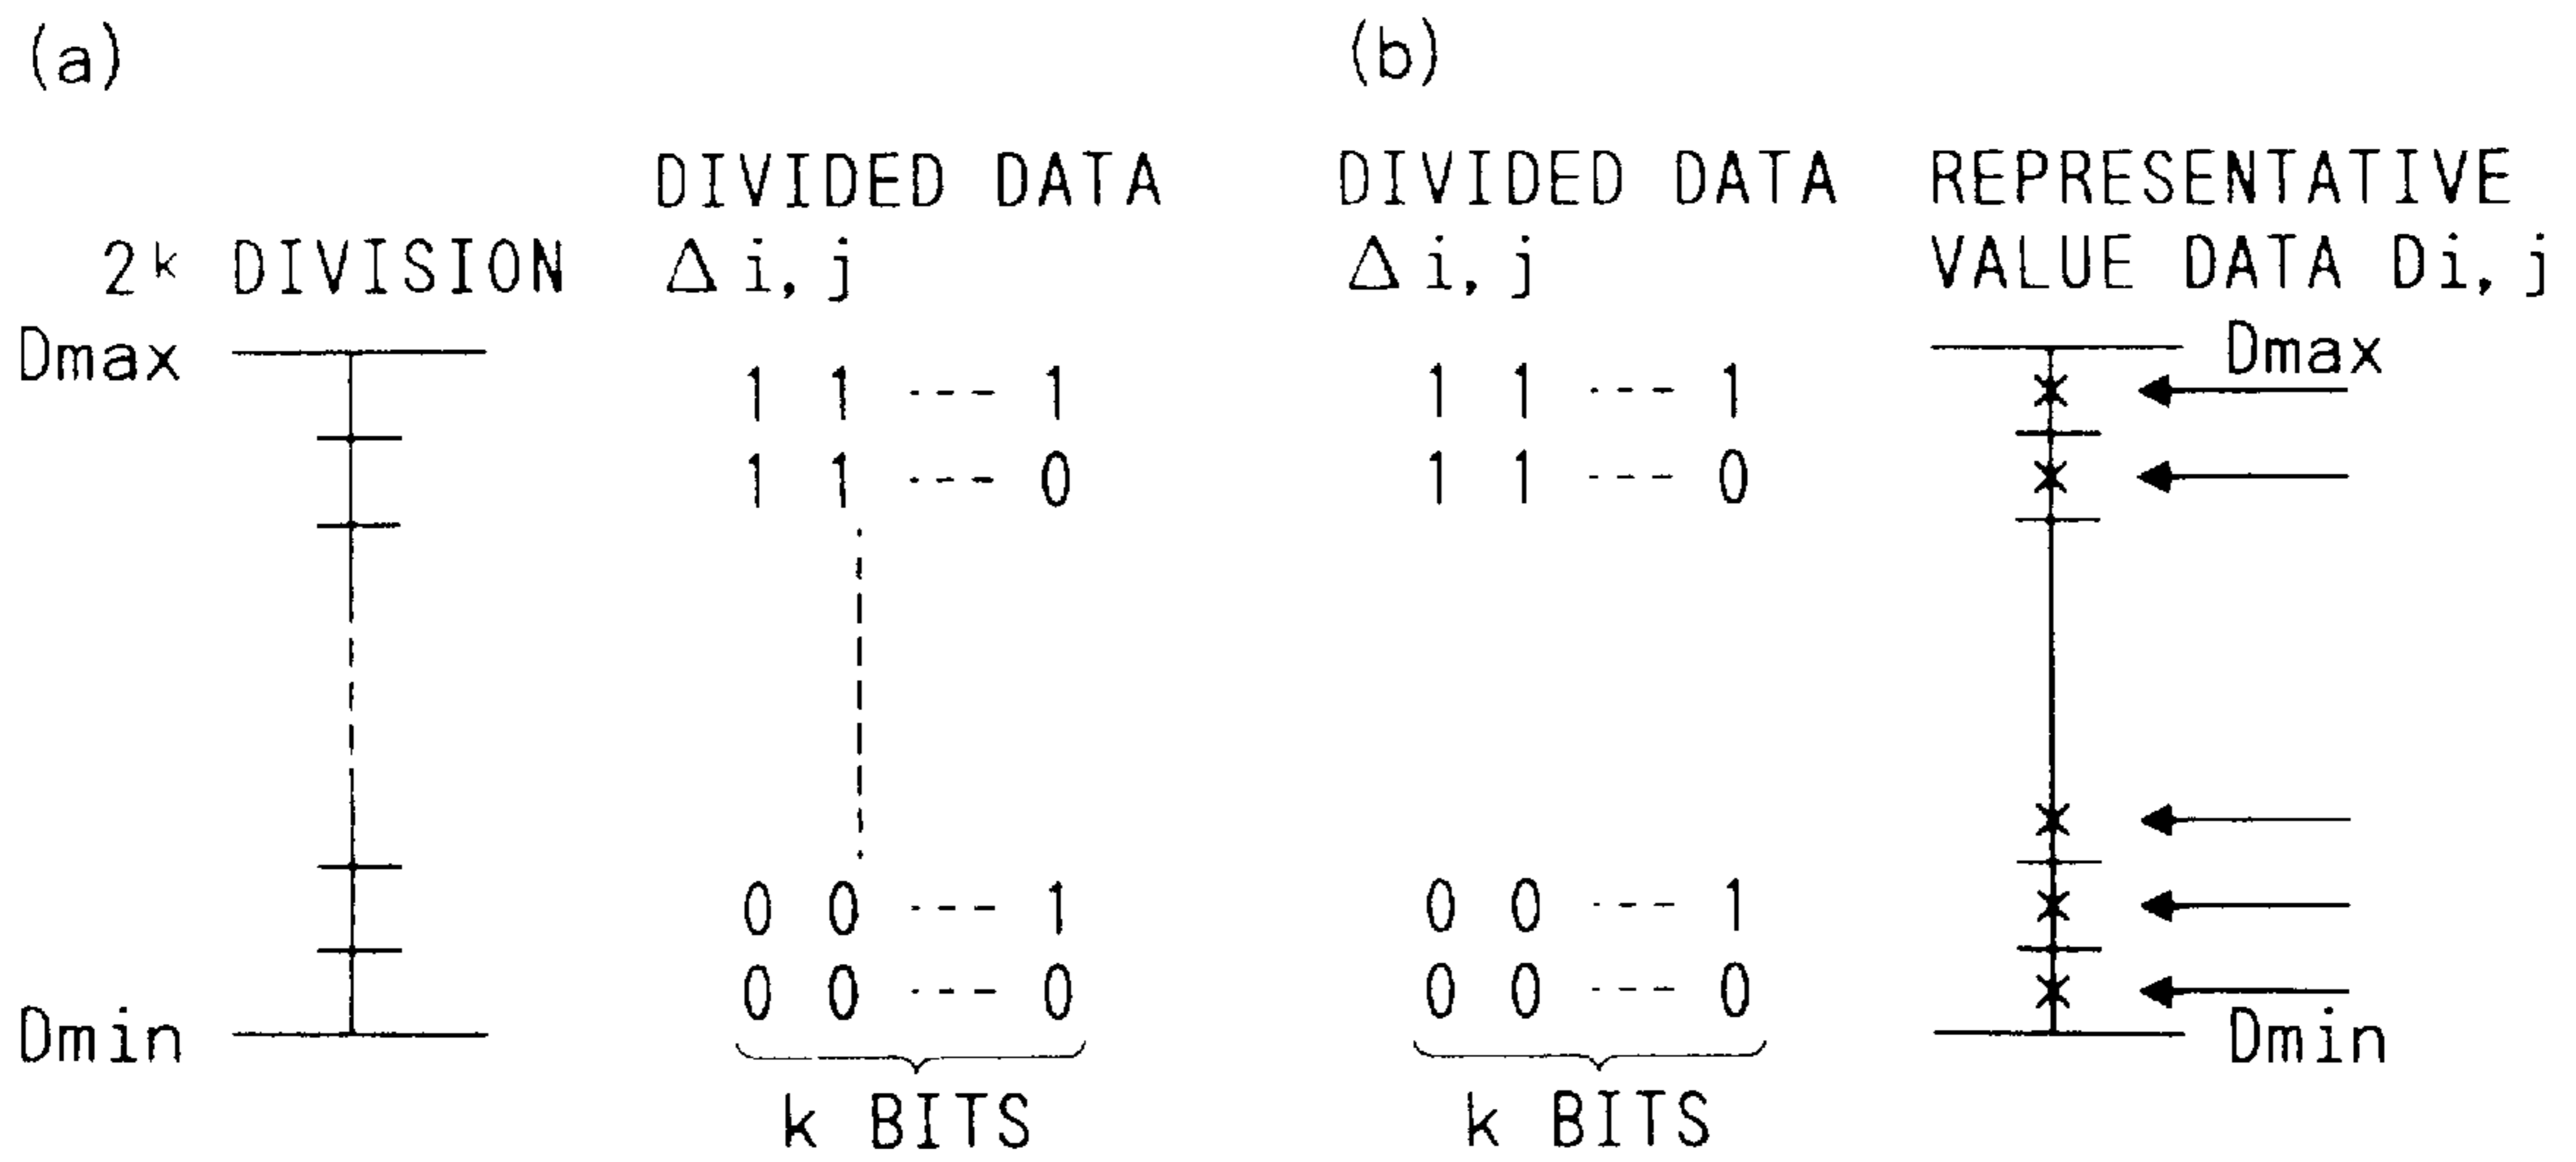 (a)
2ᵏ DIVISION
DIVIDED DATA
Δ i, j
Dmax
1 1 --- 1
1 1 --- 0
0 0 --- 1
0 0 --- 0
Dmin
k BITS
(b)
DIVIDED DATA
Δ i, j
REPRESENTATIVE
VALUE DATA Di, j
Dmax
1 1 --- 1
1 1 --- 0
0 0 --- 1
0 0 --- 0
Dmin
k BITS